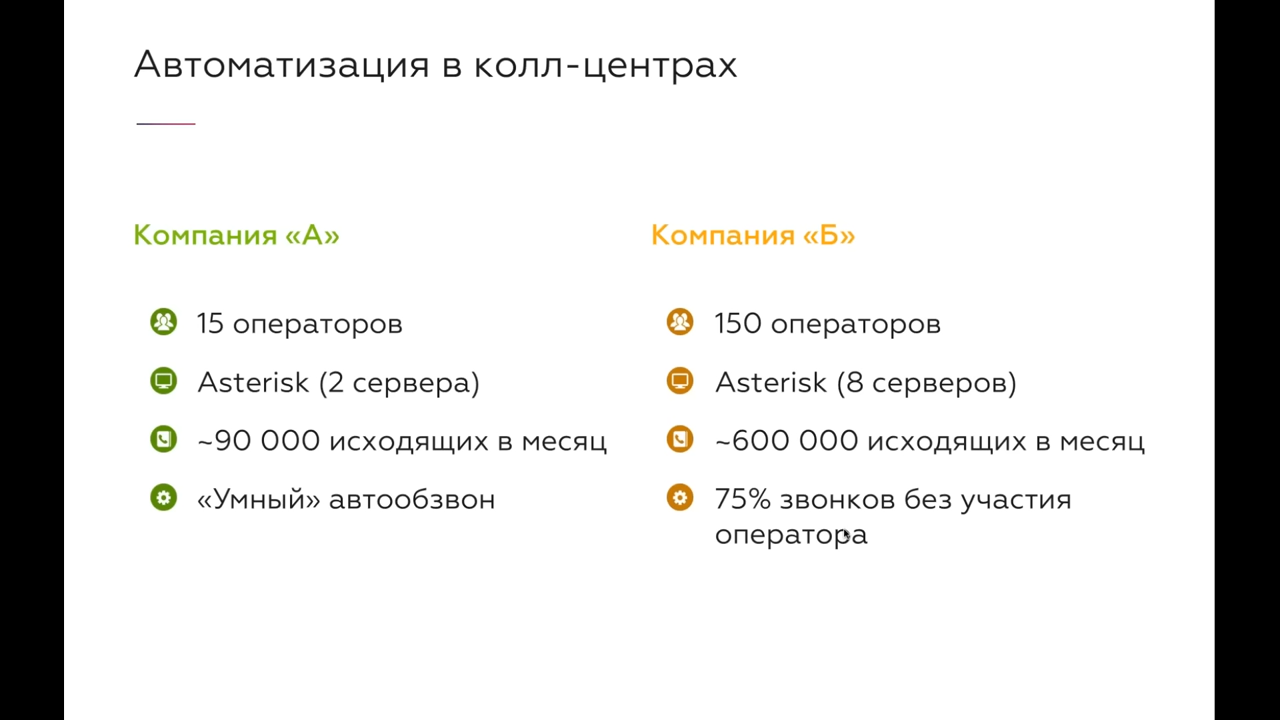 Автоматизация в колл-центрах
Компания «А»
15 операторов
Asterisk (2 сервера)
~90 000 исходящих в месяц
«Умный» автообзвон
Компания «Б»
150 операторов
Asterisk (8 серверов)
~600 000 исходящих в месяц
75% звонков без участия
оператора